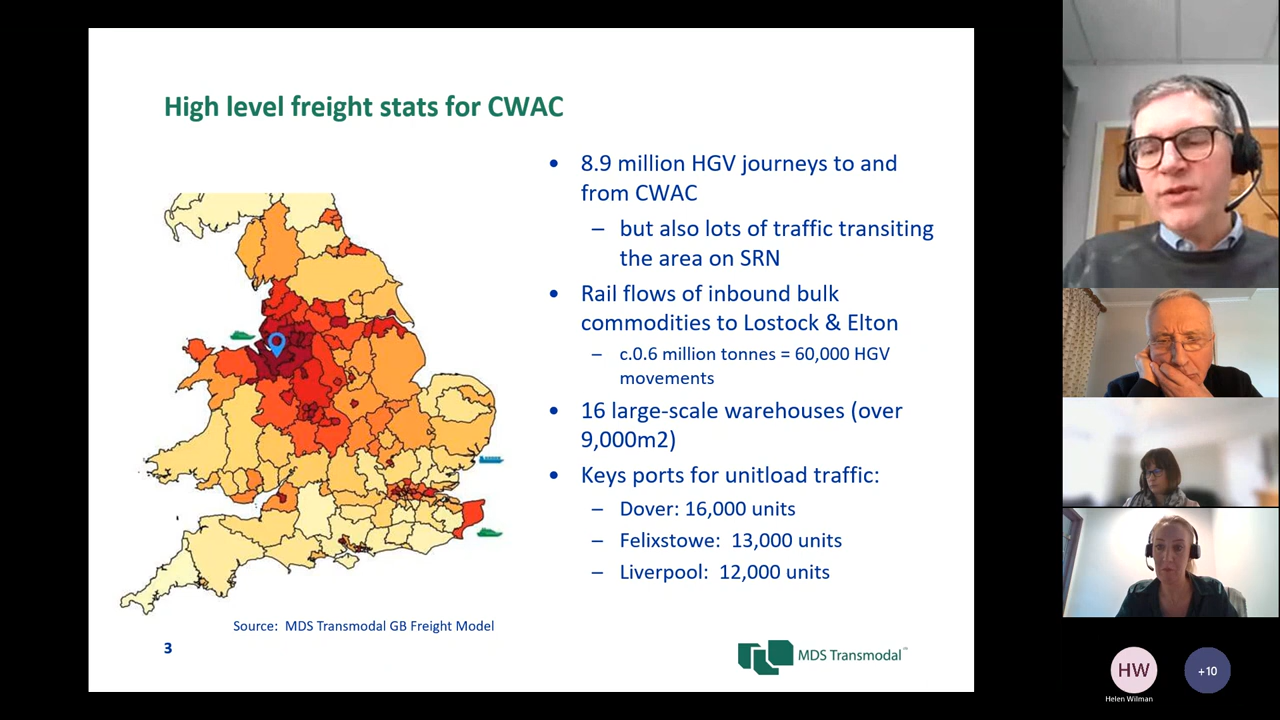 High level freight stats for CWAC
• 8.9 million HGV journeys to and
from CWAC
– but also lots of traffic transiting
the area on SRN
• Rail flows of inbound bulk
commodities to Lostock & Elton
– c.0.6 million tonnes = 60,000 HGV
movements
• 16 large-scale warehouses (over
9,000m2)
• Keys ports for unitload traffic:
– Dover: 16,000 units
– Felixstowe: 13,000 units
– Liverpool: 12,000 units
Source: MDS Transmodal GB Freight Model
3
MDS Transmodal
HW
Helen Wilman
+10